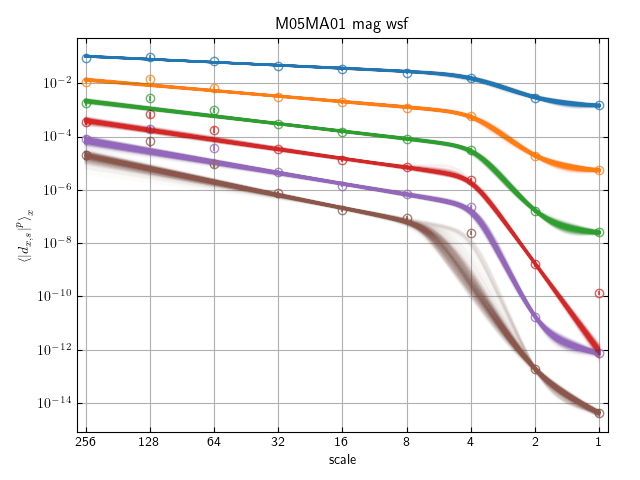 M05MA01 mag wsf
10⁻²
10⁻⁴
10⁻⁶
10⁻⁸
10⁻¹⁰
10⁻¹²
10⁻¹⁴
⟨|d_{x,s}|^p⟩_x
256 128 64 32 16 8 4 2 1
scale